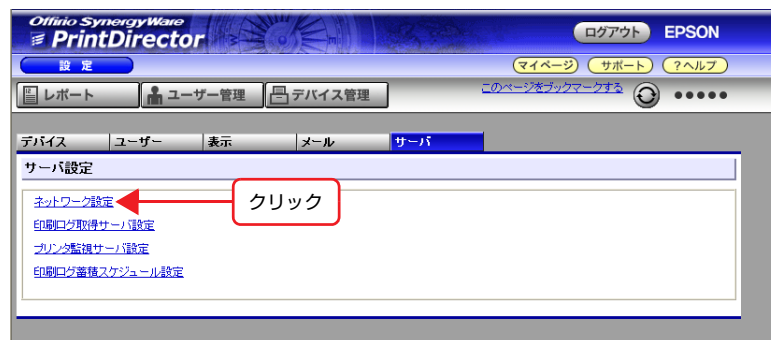 Offirio SynergyWare
PrintDirector
ログアウト EPSON
設定 マイページ サポート ?ヘルプ
レポート ユーザー管理 デバイス管理 このページをブックマークする
デバイス ユーザー 表示 メール サーバ
サーバ設定
ネットワーク設定 クリック
印刷ログ取得サーバ設定
プリンタ監視サーバ設定
印刷ログ蓄積スケジュール設定